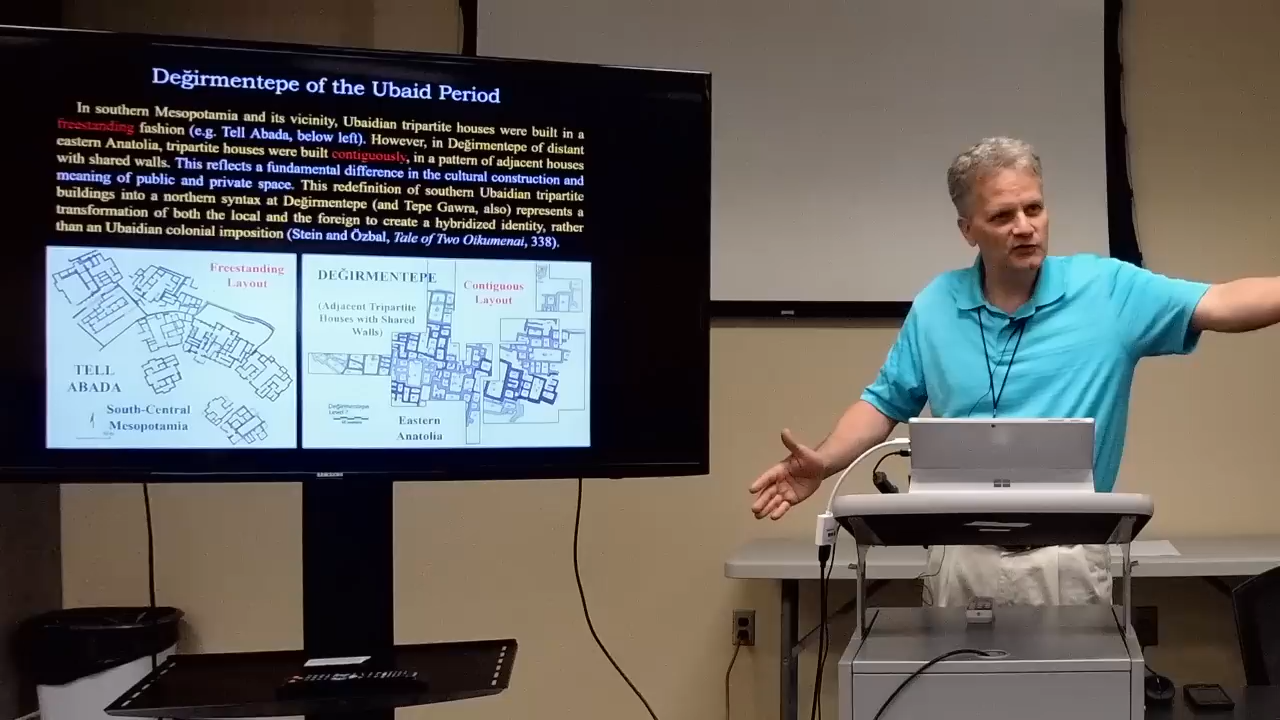 Değirmentepe of the Ubaid Period
In southern Mesopotamia and its vicinity, Ubaidian tripartite houses were built in a
freestanding fashion (e.g. Tell Abada, below left). However, in Değirmentepe of distant
eastern Anatolia, tripartite houses were built contiguously, in a pattern of adjacent houses
with shared walls. This reflects a fundamental difference in the cultural construction and
meaning of public and private space. This redefinition of southern Ubaidian tripartite
buildings into a northern syntax at Değirmentepe (and Tepe Gawra, also) represents a
transformation of both the local and the foreign to create a hybridized identity, rather
than an Ubaidian colonial imposition (Stein and Özbal, Tale of Two Oikumenai, 338).
Freestanding
Layout
TELL
ABADA
South-Central
Mesopotamia
DEĞİRMENTEPE
(Adjacent Tripartite
Houses with Shared
Walls)
Contiguous
Layout
Değirmentepe
Level 7
Eastern
Anatolia
SAMSUNG